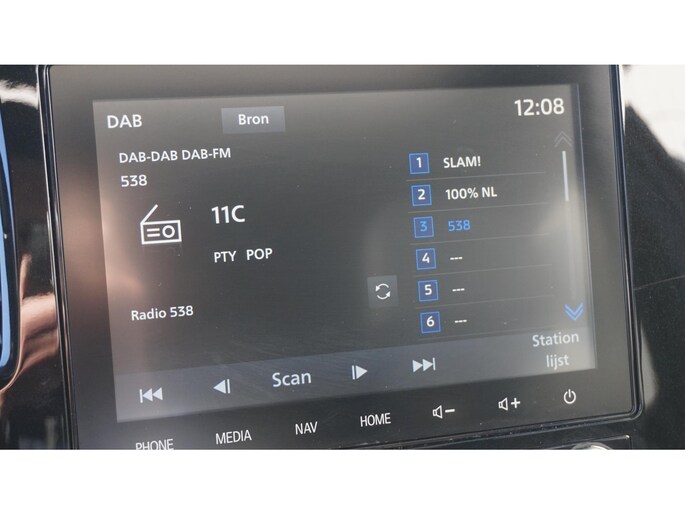 DAB Bron 12:08
DAB-DAB DAB-FM
538
11C
PTY POP
Radio 538
1 SLAM!
2 100% NL
3 538
4 ---
5 ---
6 ---
Scan
Station
lijst
PHONE MEDIA NAV HOME